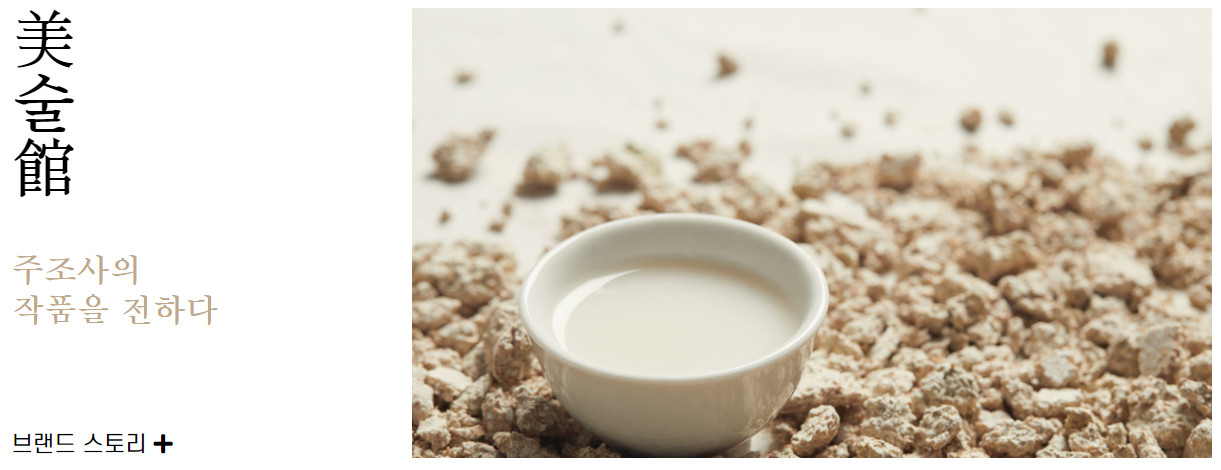 美
술
館
주조사의
작품을 전하다
브랜드 스토리 +